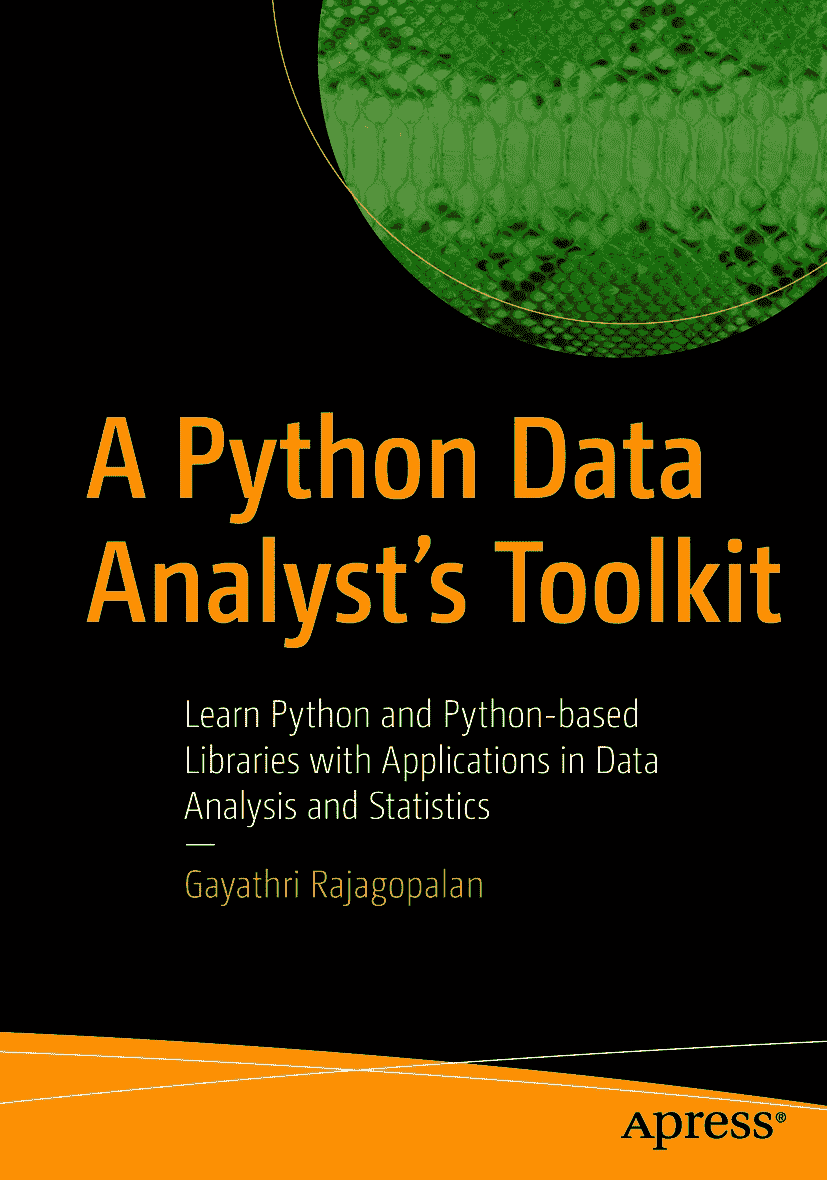 A Python Data
Analyst’s Toolkit
Learn Python and Python-based
Libraries with Applications in Data
Analysis and Statistics
—
Gayathri Rajagopalan
Apress®